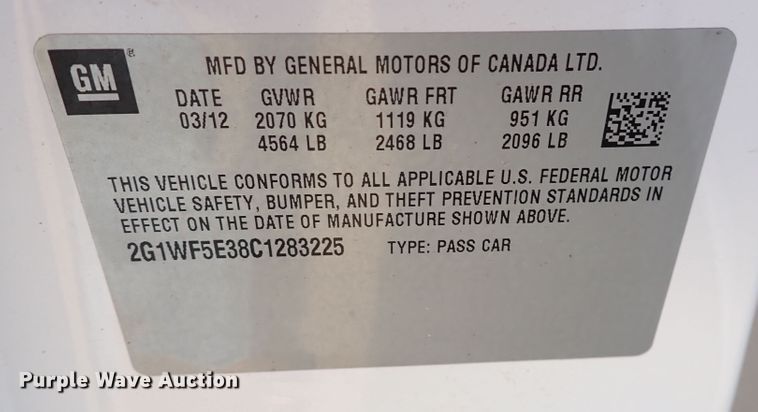 GM
®
MFD BY GENERAL MOTORS OF CANADA LTD.
DATE GVWR GAWR FRT GAWR RR
03/12 2070 KG 1119 KG 951 KG
4564 LB 2468 LB 2096 LB
THIS VEHICLE CONFORMS TO ALL APPLICABLE U.S. FEDERAL MOTOR
VEHICLE SAFETY, BUMPER, AND THEFT PREVENTION STANDARDS IN
EFFECT ON THE DATE OF MANUFACTURE SHOWN ABOVE.
2G1WF5E38C1283225 TYPE: PASS CAR
Purple Wave Auction